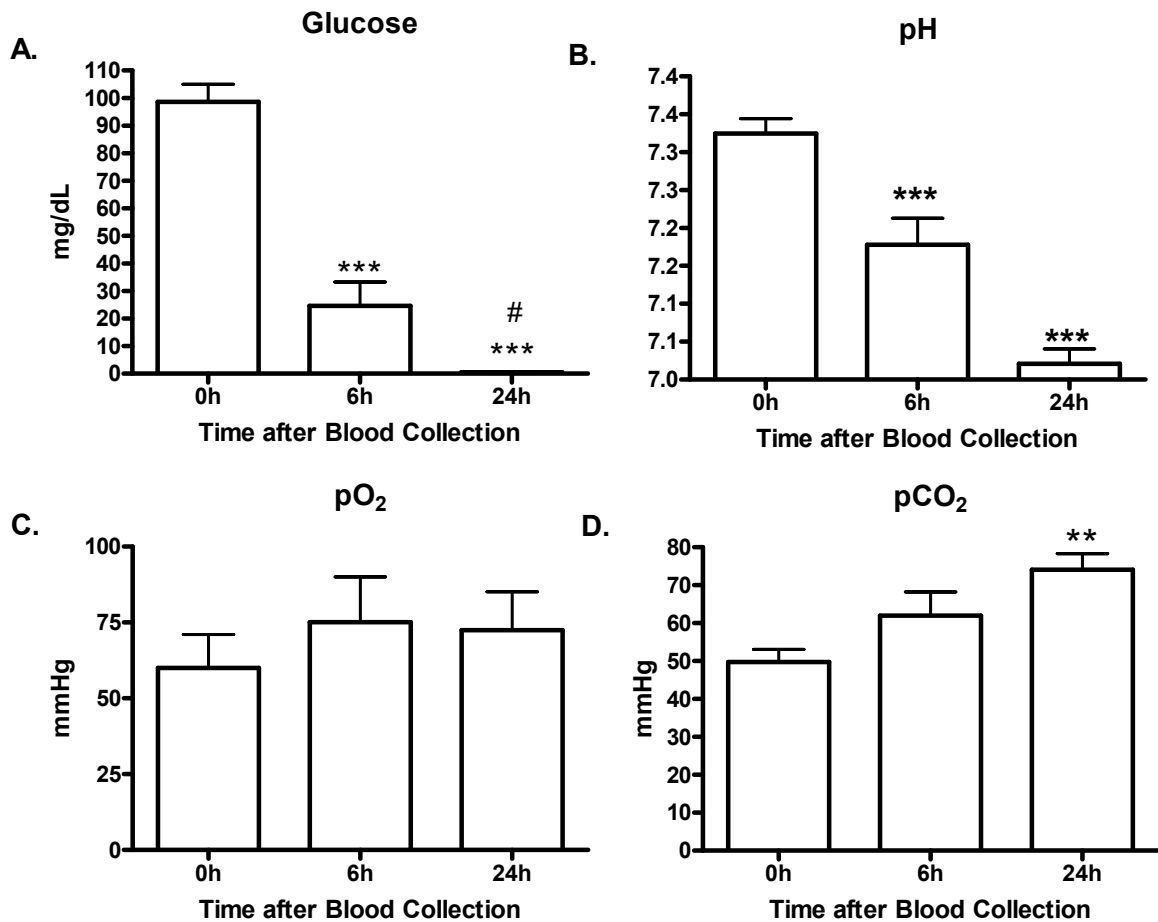 A.
Glucose
mg/dL
110
100
90
80
70
60
50
40
30
20
10
0
***
#
***
0h 6h 24h
Time after Blood Collection
B.
pH
7.4
7.4
7.3
7.3
7.2
7.2
7.1
7.1
7.0
***
***
0h 6h 24h
Time after Blood Collection
C.
pO₂
mmHg
100
75
50
25
0
0h 6h 24h
Time after Blood Collection
D.
pCO₂
mmHg
80
70
60
50
40
30
20
10
0
**
0h 6h 24h
Time after Blood Collection